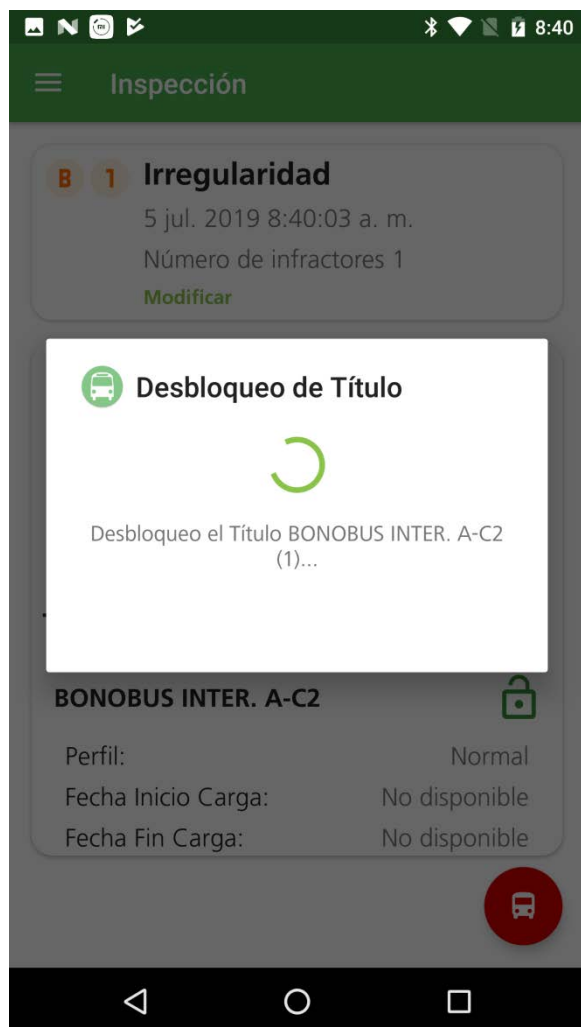 8:40
Inspección
B 1 Irregularidad
5 jul. 2019 8:40:03 a. m.
Número de infractores 1
Modificar
Desbloqueo de Título
Desbloqueo el Título BONOBUS INTER. A-C2
(1)...
BONOBUS INTER. A-C2
Perfil: Normal
Fecha Inicio Carga: No disponible
Fecha Fin Carga: No disponible